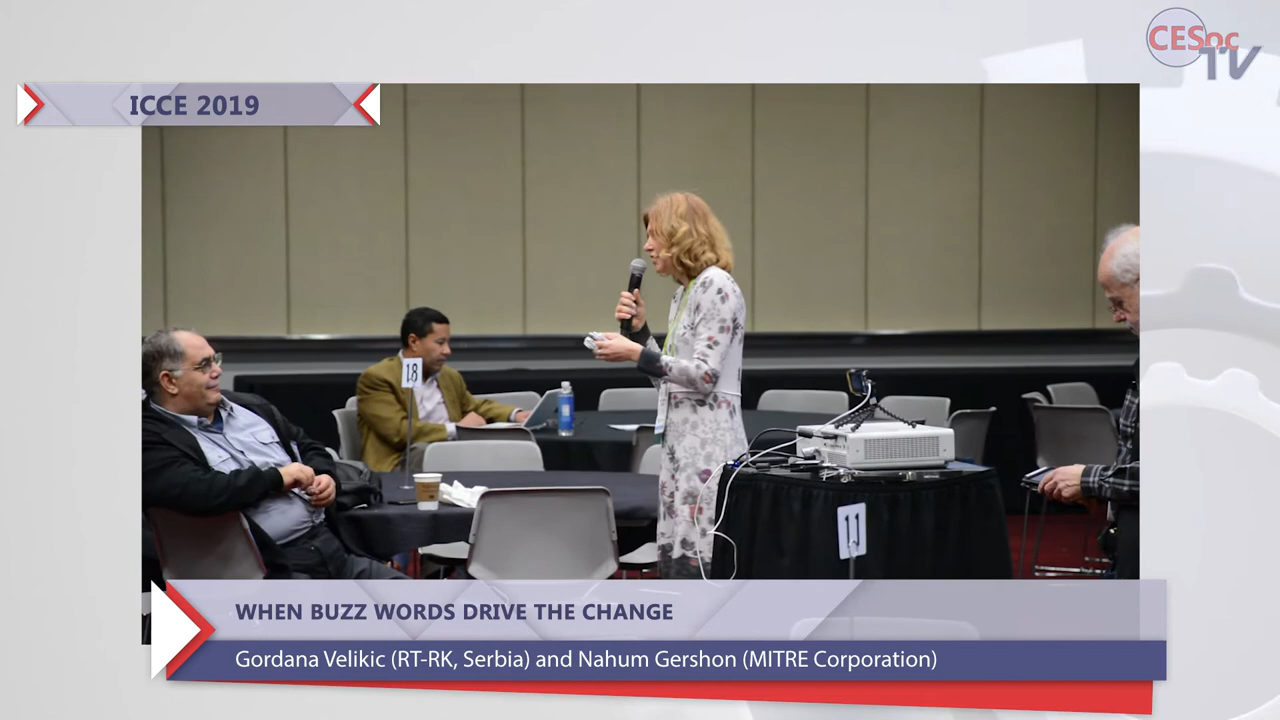 CESoc
TV
ICCE 2019
18
11
WHEN BUZZ WORDS DRIVE THE CHANGE
Gordana Velikic (RT-RK, Serbia) and Nahum Gershon (MITRE Corporation)